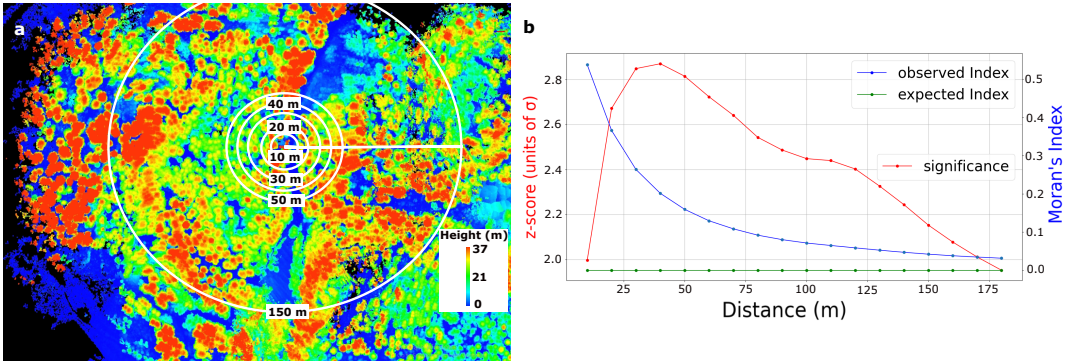 a
40 m
20 m
10 m
30 m
50 m
150 m
Height (m)
37
21
0
b
observed Index
expected Index
significance
z-score (units of σ)
2.8
2.6
2.4
2.2
2.0
0.5
0.4
0.3
0.2
0.1
0.0
Moran's Index
25 50 75 100 125 150 175
Distance (m)